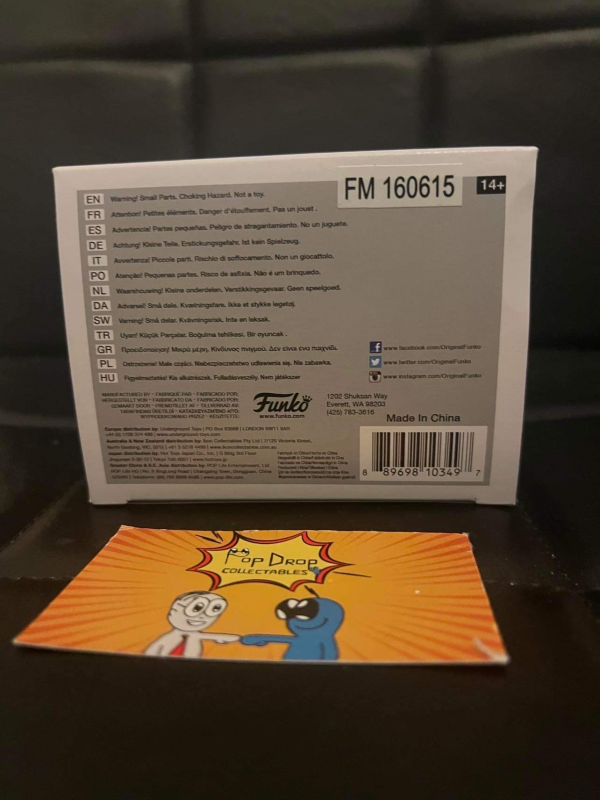 FM 160615
14+
EN Warning! Small Parts. Choking Hazard. Not a toy.
FR Attention! Petites éléments, Danger d'étouffement. Pas un jouet.
ES Advertencia! Partes pequeñas, Peligro de atragantamiento. No un juguete.
DE Achtung! Kleine Teile, Erstickungsgefahr. Ist kein Spielzeug.
IT Avvertenza! Piccole parti. Rischio di soffocamento. Non un giocattolo.
PO Atenção! Pequenas partes. Risco de asfixia. Não é um brinquedo.
NL Waarshouwing! Kleine onderdelen. Verstikkingsgevaar. Geen speelgoed.
DA Advarsel! Små dele. Kvælningsfare. Ikke et stykke legetoj.
SW Varning! Små delar. Kvävningsrisk. Inte en leksak.
TR Uyarı! Küçük Parçalar. Boğulma tehlikesi. Bir oyuncak.
GR Προειδοποίηση! Μικρά μέρη. Κίνδυνος πνιγμού. Δεν είναι ένα παιχνίδι.
PL Ostrzeżenie! Małe części. Niebezpieczeństwo udławienia się. Nie zabawka.
HU Figyelmeztetés! Kis alkatrészek. Fulladásveszély. Nem játékszer
www.facebook.com/OriginalFunko
www.twitter.com/OriginalFunko
www.instagram.com/OriginalFunko
Funko
www.funko.com
1202 Shuksan Way
Everett, WA 98203
(425) 783-3616
Made In China
8 89698 10349 7
Pop Drop
Collectables